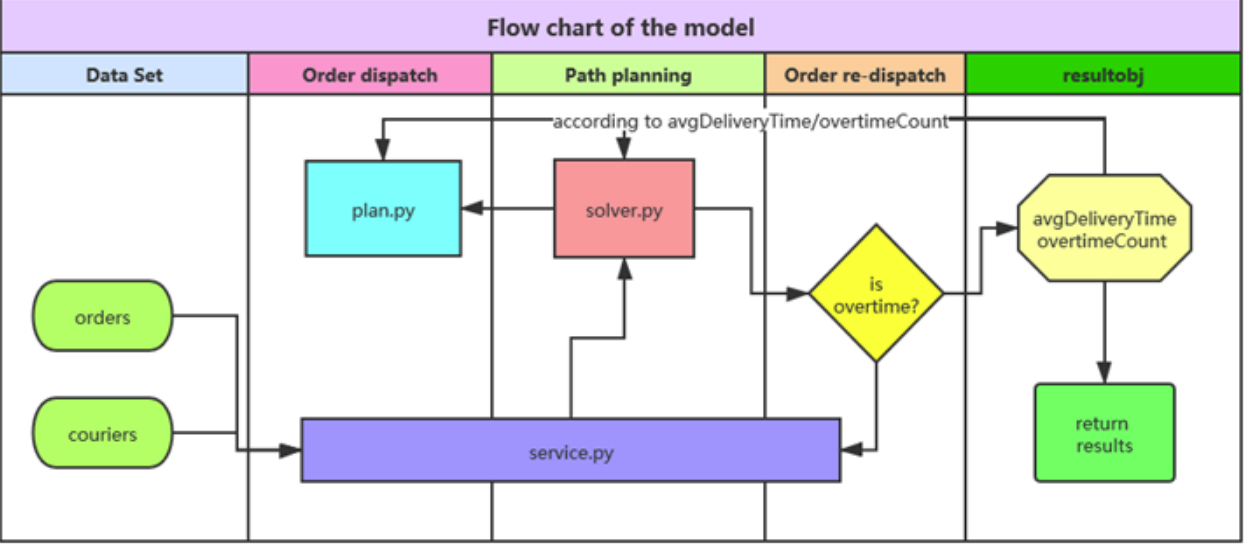 Flow chart of the model
Data Set
Order dispatch
Path planning
Order re-dispatch
resultobj
according to avgDeliveryTime/overtimeCount
plan.py
solver.py
avgDeliveryTime
overtimeCount
is
overtime?
orders
couriers
service.py
return
results